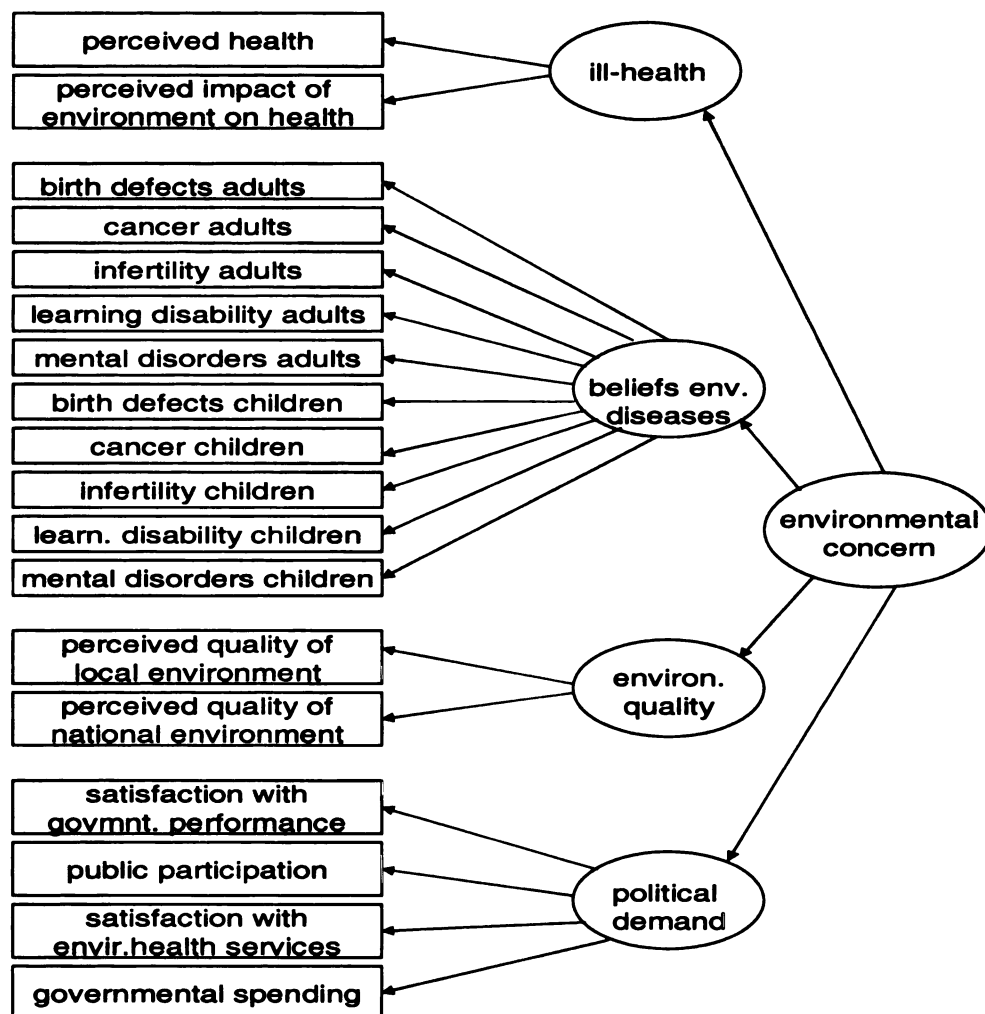 perceived health
perceived impact of
environment on health
ill-health
birth defects adults
cancer adults
infertility adults
learning disability adults
mental disorders adults
birth defects children
cancer children
infertility children
learn. disability children
mental disorders children
beliefs env.
diseases
environmental
concern
perceived quality of
local environment
perceived quality of
national environment
environ.
quality
satisfaction with
govmnt. performance
public participation
satisfaction with
envir.health services
governmental spending
political
demand